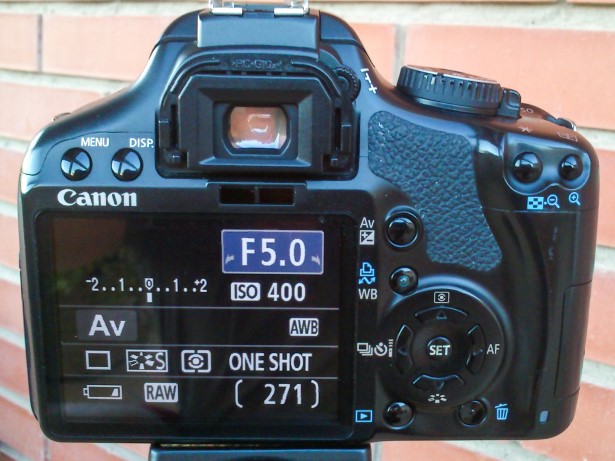 MENU
DISP.
Canon
F5.0
-2..1..0..1..+2
ISO 400
Av
AWB
S
ONE SHOT
RAW
[ 271]
Av
WB
SET
AF